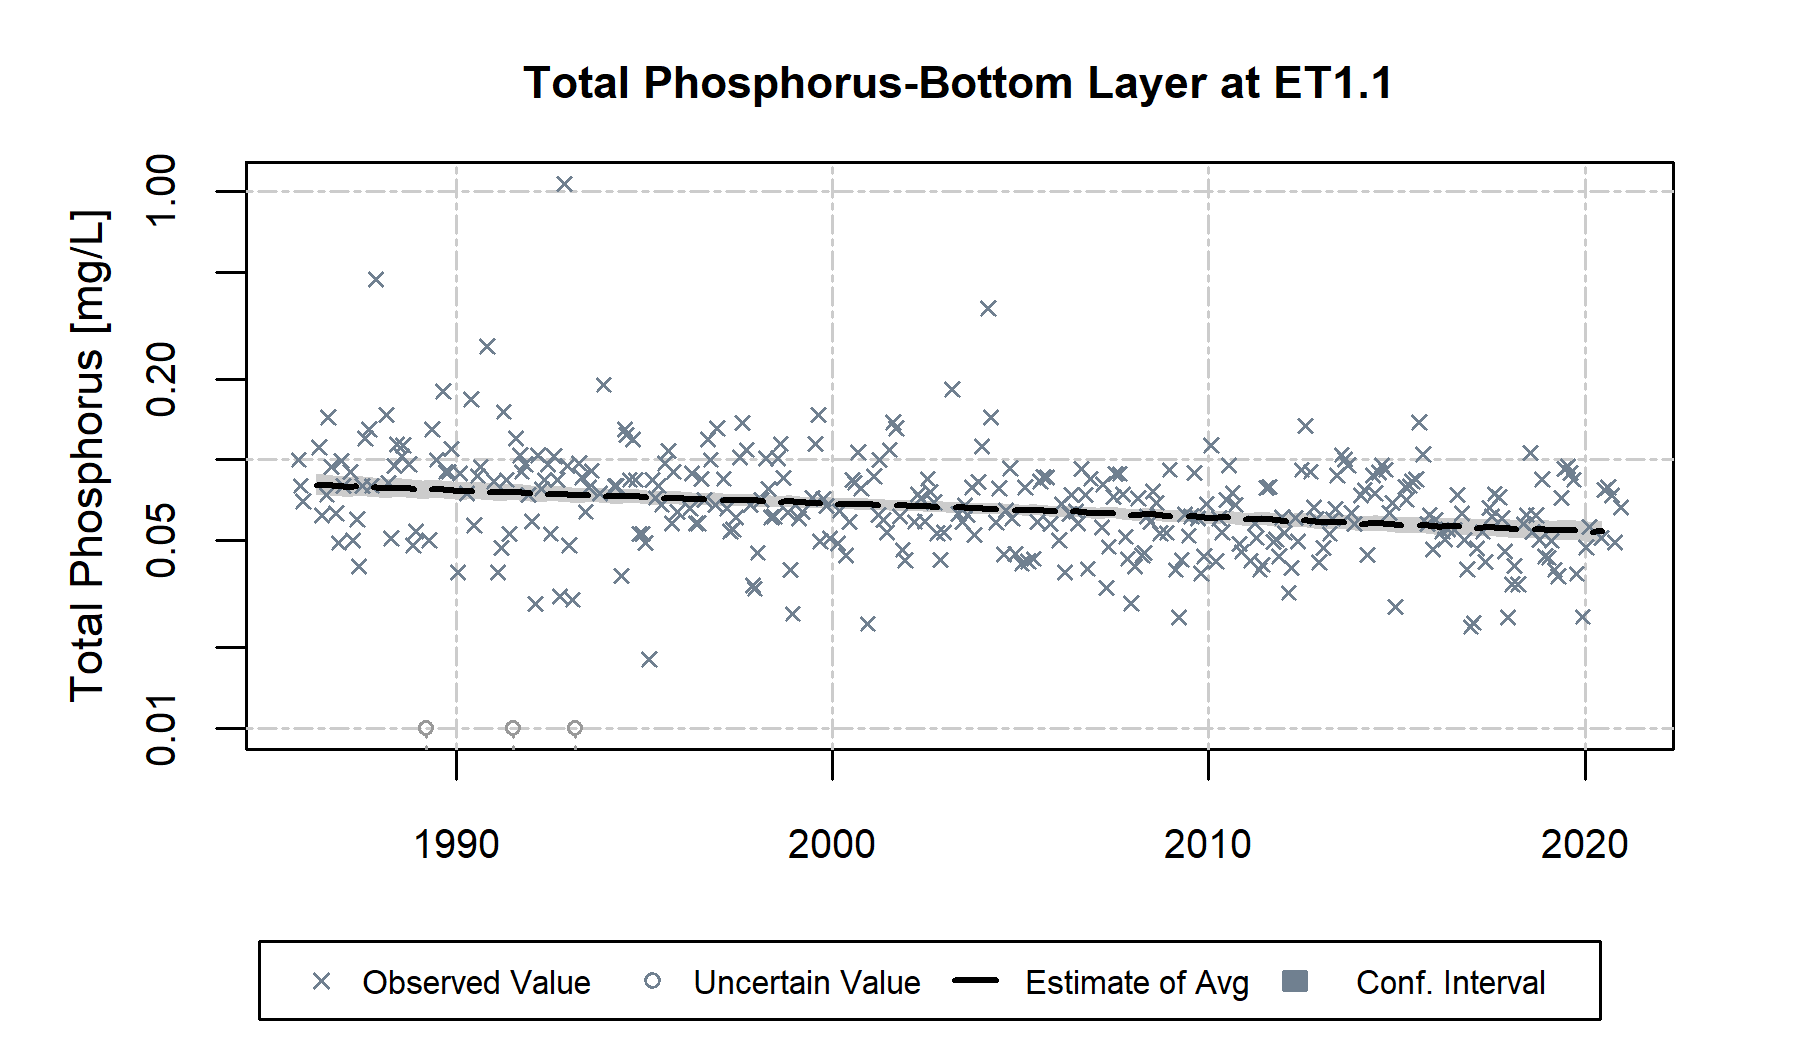 Total Phosphorus-Bottom Layer at ET1.1
Total Phosphorus [mg/L]
1.00
0.20
0.05
0.01
1990 2000 2010 2020
Observed Value Uncertain Value Estimate of Avg Conf. Interval